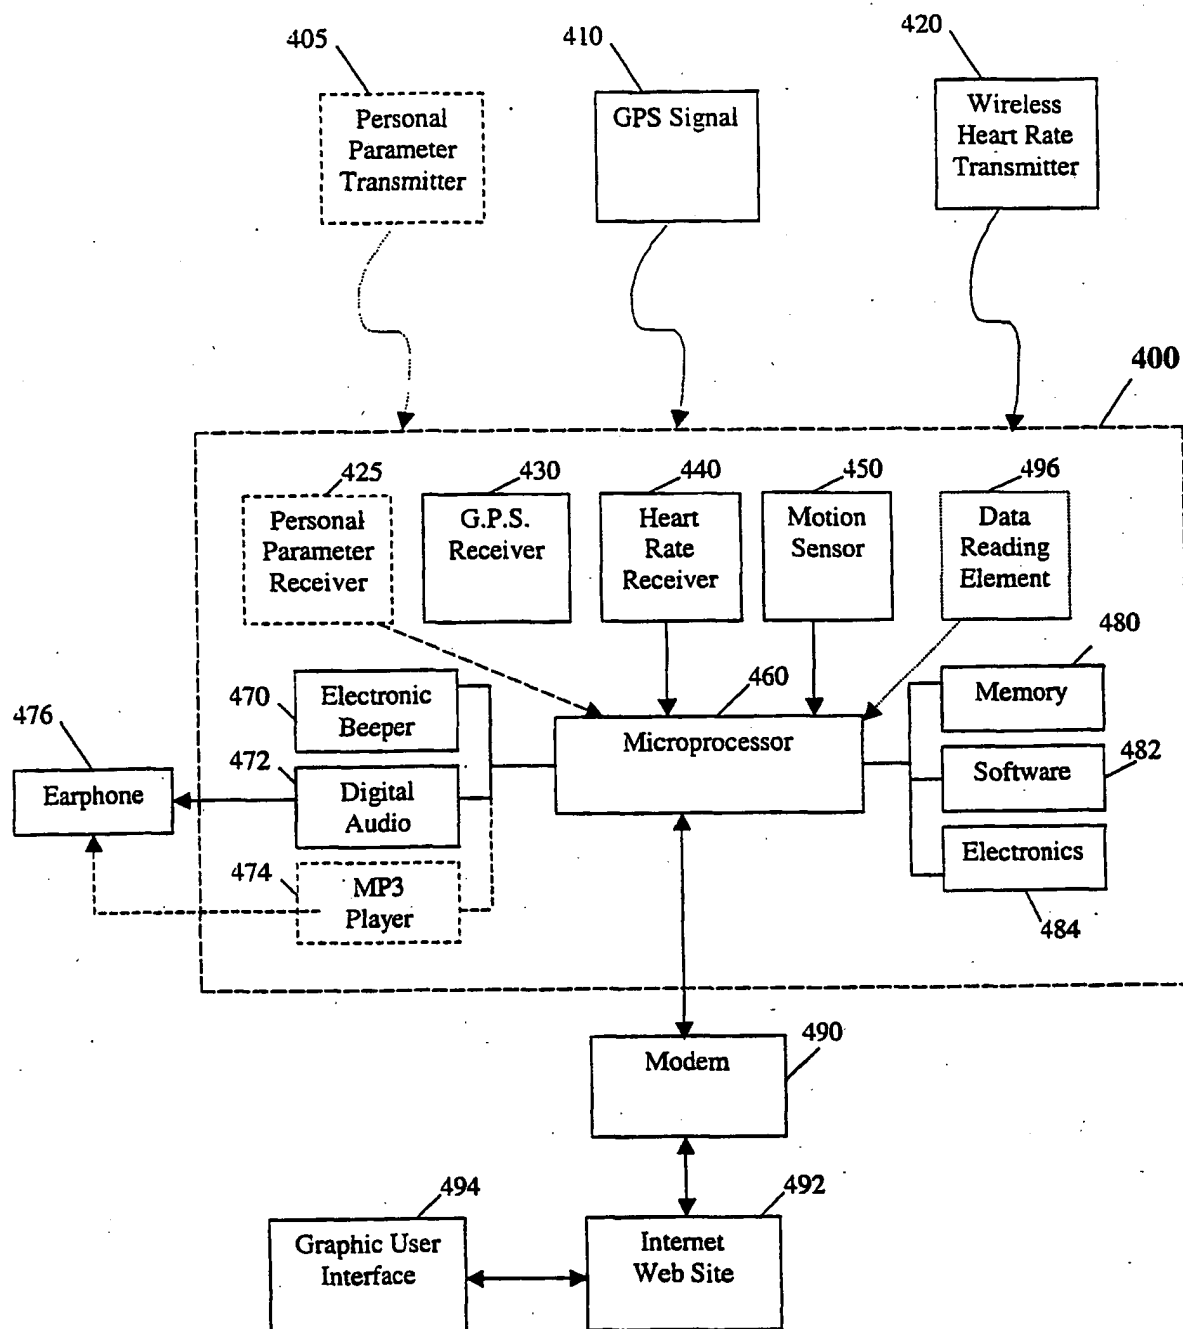 405
410
420
Personal
Parameter
Transmitter
GPS Signal
Wireless
Heart Rate
Transmitter
400
425
430
440
450
496
Personal
Parameter
Receiver
G.P.S.
Receiver
Heart
Rate
Receiver
Motion
Sensor
Data
Reading
Element
480
470
Electronic
Beeper
460
Microprocessor
Memory
476
Earphone
472
Digital
Audio
Software
482
474
MP3
Player
Electronics
484
490
Modem
494
492
Graphic User
Interface
Internet
Web Site